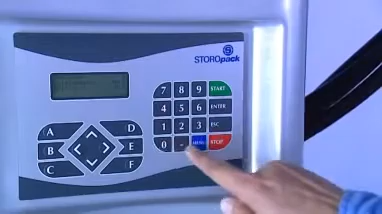 STOROpack
7 8 9 START
4 5 6 ENTER
1 2 3 ESC
0 MENU STOP
A D
B E
C F